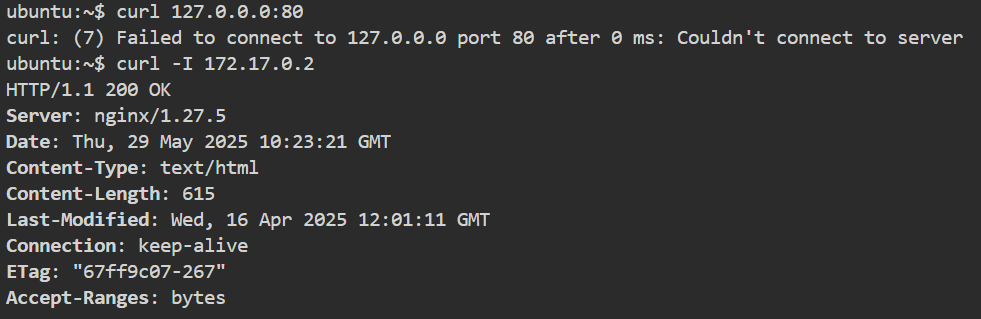 ubuntu:~$ curl 127.0.0.0:80
curl: (7) Failed to connect to 127.0.0.0 port 80 after 0 ms: Couldn't connect to server
ubuntu:~$ curl -I 172.17.0.2
HTTP/1.1 200 OK
Server: nginx/1.27.5
Date: Thu, 29 May 2025 10:23:21 GMT
Content-Type: text/html
Content-Length: 615
Last-Modified: Wed, 16 Apr 2025 12:01:11 GMT
Connection: keep-alive
ETag: "67ff9c07-267"
Accept-Ranges: bytes